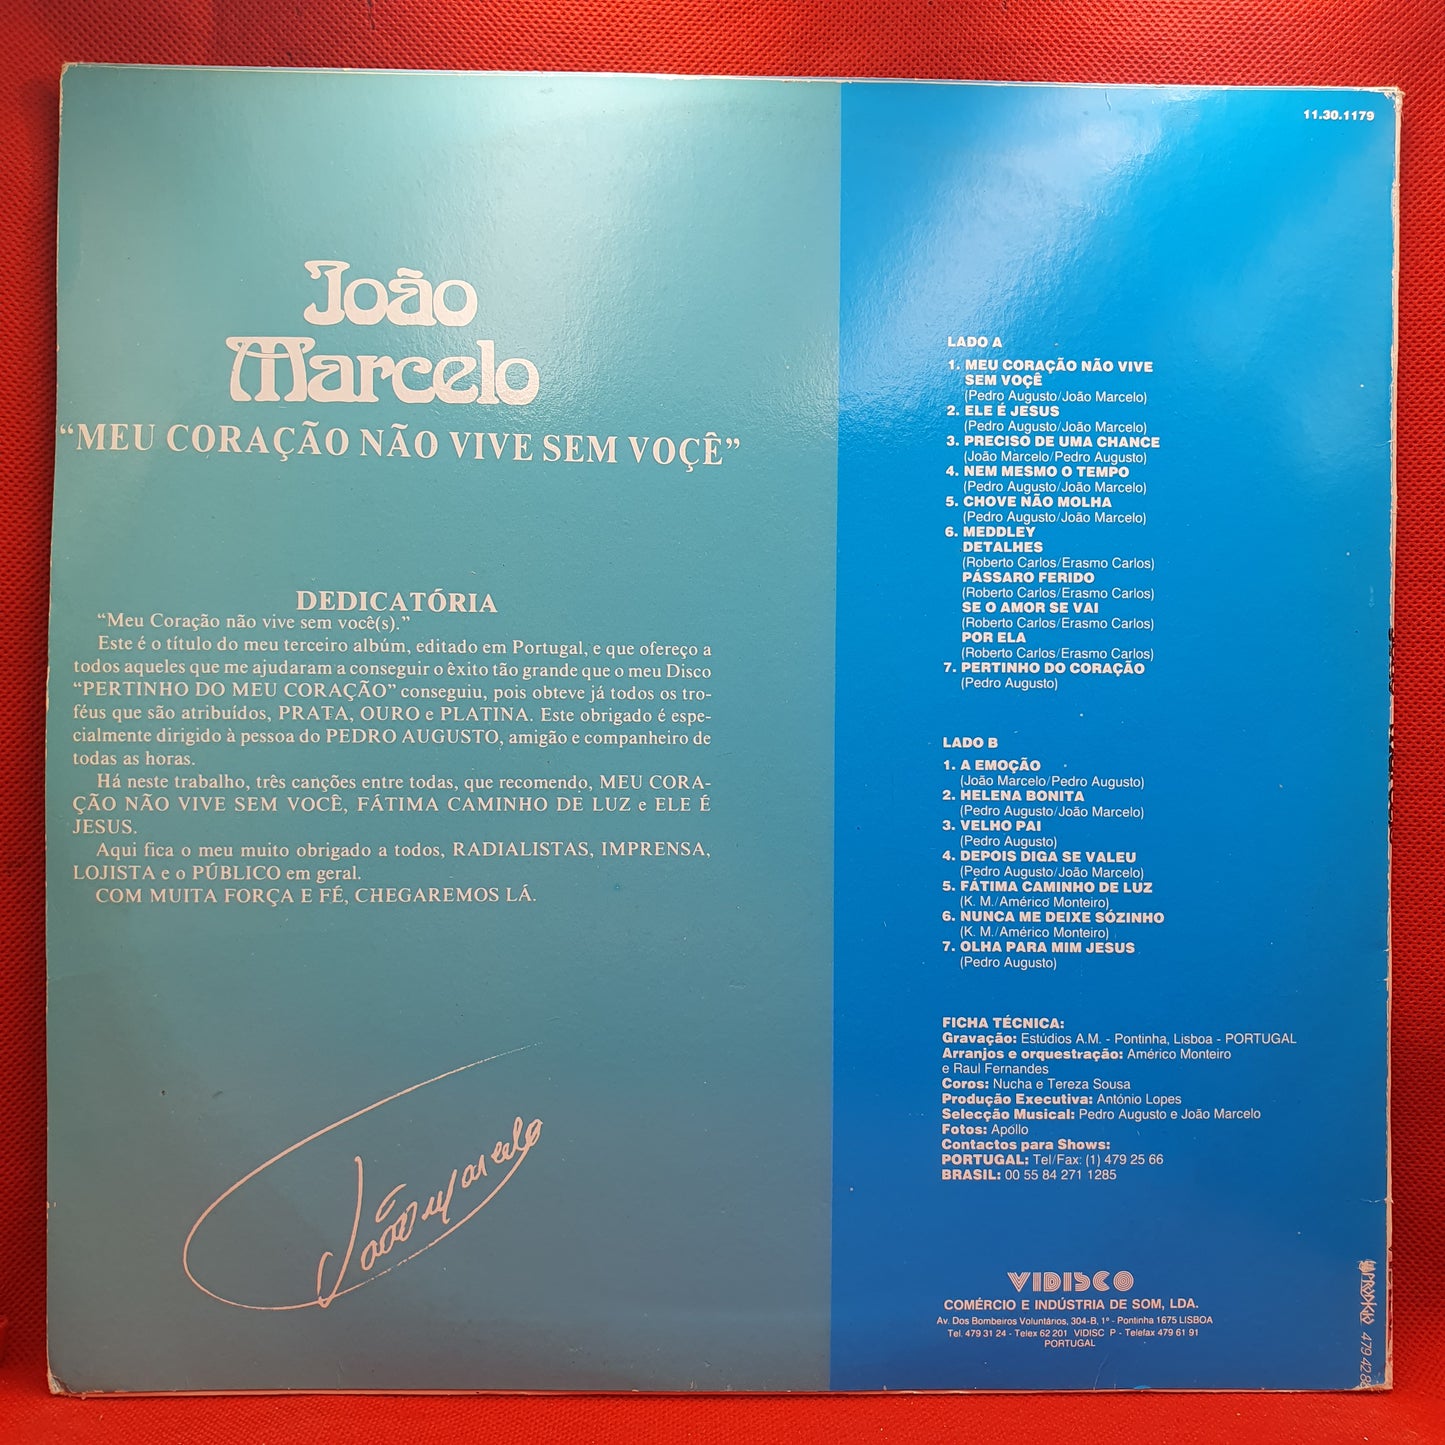 11.30.1179
João
Marcelo
“MEU CORAÇÃO NÃO VIVE SEM VOÇÊ”
DEDICATÓRIA
“Meu Coração não vive sem você(s).”
Este é o título do meu terceiro albúm, editado em Portugal, e que ofereço a
todos aqueles que me ajudaram a conseguir o êxito tão grande que o meu Disco
“PERTINHO DO MEU CORAÇÃO” conseguiu, pois obteve já todos os tro-
féus que são atribuídos, PRATA, OURO e PLATINA. Este obrigado é espe-
cialmente dirigido à pessoa do PEDRO AUGUSTO, amigão e companheiro de
todas as horas.
Há neste trabalho, três canções entre todas, que recomendo, MEU CORA-
ÇÃO NÃO VIVE SEM VOCÊ, FÁTIMA CAMINHO DE LUZ e ELE É
JESUS.
Aqui fica o meu muito obrigado a todos, RADIALISTAS, IMPRENSA,
LOJISTA e o PÚBLICO em geral.
COM MUITA FORÇA E FÉ, CHEGAREMOS LÁ.
João Marcelo
LADO A
1. MEU CORAÇÃO NÃO VIVE
SEM VOÇÊ
(Pedro Augusto/João Marcelo)
2. ELE É JESUS
(Pedro Augusto/João Marcelo)
3. PRECISO DE UMA CHANCE
(João Marcelo/Pedro Augusto)
4. NEM MESMO O TEMPO
(Pedro Augusto/João Marcelo)
5. CHOVE NÃO MOLHA
(Pedro Augusto/João Marcelo)
6. MEDDLEY
DETALHES
(Roberto Carlos/Erasmo Carlos)
PÁSSARO FERIDO
(Roberto Carlos/Erasmo Carlos)
SE O AMOR SE VAI
(Roberto Carlos/Erasmo Carlos)
POR ELA
(Roberto Carlos/Erasmo Carlos)
7. PERTINHO DO CORAÇÃO
(Pedro Augusto)
LADO B
1. A EMOÇÃO
(João Marcelo/Pedro Augusto)
2. HELENA BONITA
(Pedro Augusto/João Marcelo)
3. VELHO PAI
(Pedro Augusto)
4. DEPOIS DIGA SE VALEU
(Pedro Augusto/João Marcelo)
5. FÁTIMA CAMINHO DE LUZ
(K. M./Américo Monteiro)
6. NUNCA ME DEIXE SÓZINHO
(K. M./Américo Monteiro)
7. OLHA PARA MIM JESUS
(Pedro Augusto)
FICHA TÉCNICA:
Gravação: Estúdios A.M. - Pontinha, Lisboa - PORTUGAL
Arranjos e orquestração: Américo Monteiro
e Raul Fernandes
Coros: Nucha e Tereza Sousa
Produção Executiva: António Lopes
Selecção Musical: Pedro Augusto e João Marcelo
Fotos: Apóllo
Contactos para Shows:
PORTUGAL: Tel/Fax: (1) 479 25 66
BRASIL: 00 55 84 271 1285
VIDISCO
COMÉRCIO E INDÚSTRIA DE SOM, LDA.
Av. Dos Bombeiros Voluntários, 304-B, 1º - Pontinha 1675 LISBOA
Tel. 479 31 24 - Telex 62 201 VIDISC P - Telefax 479 61 91
PORTUGAL